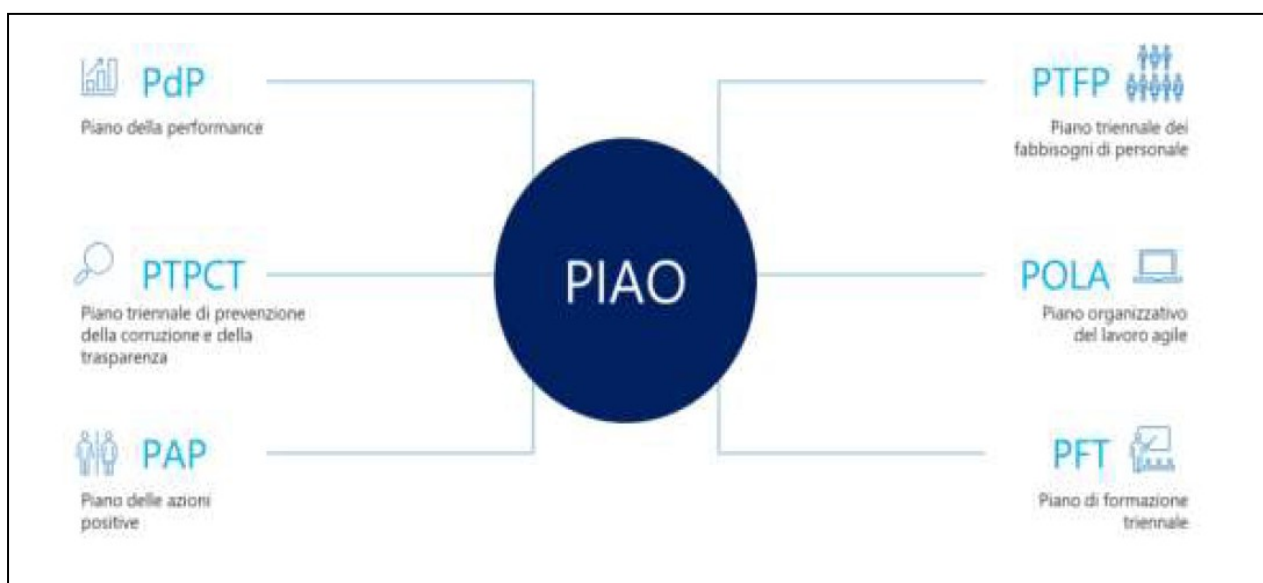 PdP
Piano della performance
PTPCT
Piano triennale di prevenzione
della corruzione e della
trasparenza
PAP
Piano delle azioni
positive
PIAO
PTFP
Piano triennale dei
fabbisogni di personale
POLA
Piano organizzativo
del lavoro agile
PFT
Piano di formazione
triennale